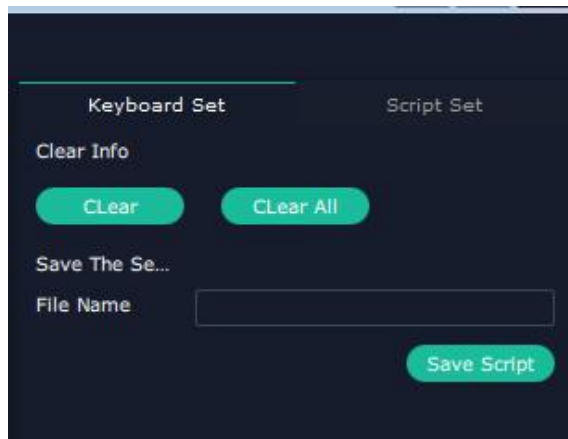 Keyboard Set Script Set
Clear Info
CLear CLear All
Save The Se...
File Name
Save Script